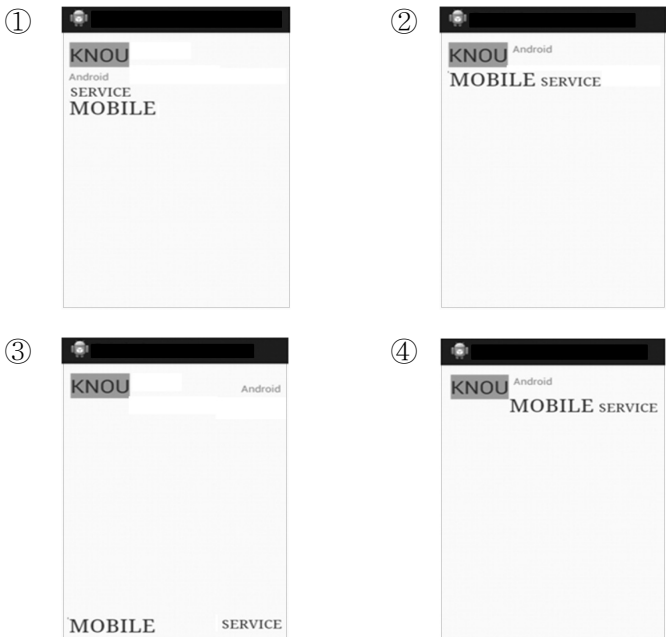 ①
KNOU
Android
SERVICE
MOBILE
②
KNOU Android
MOBILE SERVICE
③
KNOU Android
MOBILE SERVICE
④
KNOU Android
MOBILE SERVICE